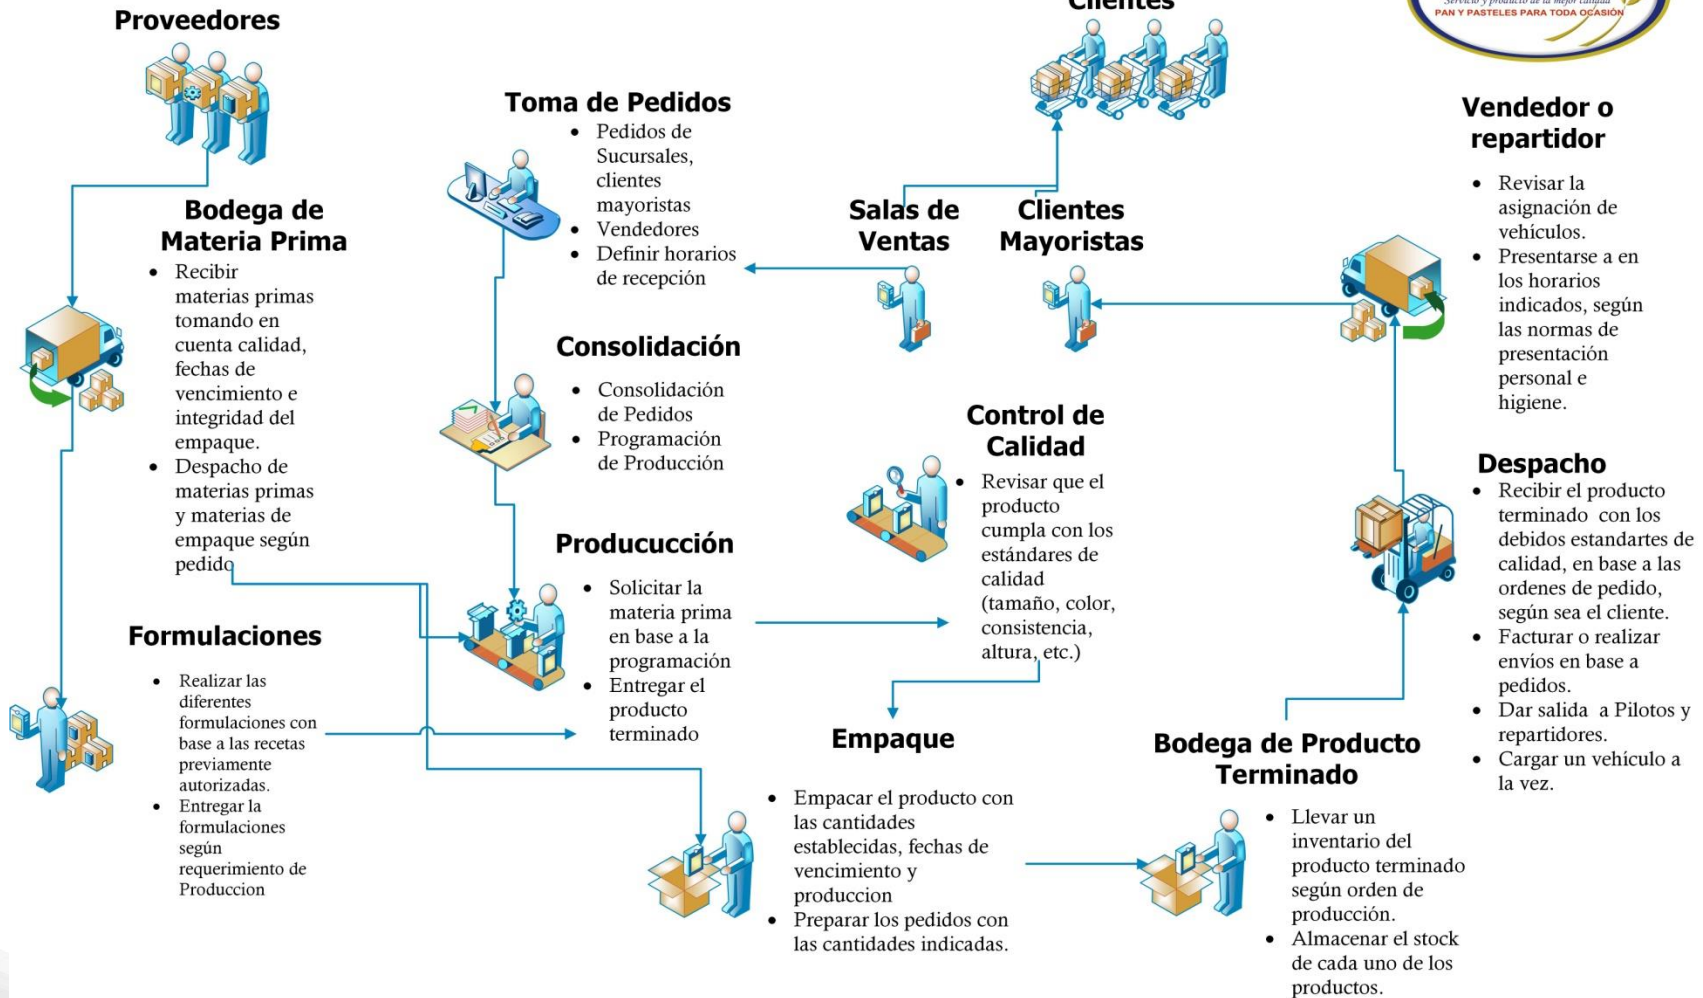 Proveedores
Clientes
Servicio y producto de la mejor calidad
PAN Y PASTELES PARA TODA OCASIÓN
Toma de Pedidos
• Pedidos de
Sucursales,
clientes
mayoristas
• Vendedores
• Definir horarios
de recepción
Vendedor o
repartidor
• Revisar la
asignación de
vehículos.
• Presentarse a en
los horarios
indicados, según
las normas de
presentación
personal e
higiene.
Bodega de
Materia Prima
• Recibir
materias primas
tomando en
cuenta calidad,
fechas de
vencimiento e
integridad del
empaque.
• Despacho de
materias primas
y materias de
empaque según
pedido
Salas de
Ventas
Clientes
Mayoristas
Consolidación
• Consolidación
de Pedidos
• Programación
de Producción
Control de
Calidad
• Revisar que el
producto
cumpla con los
estándares de
calidad
(tamaño, color,
consistencia,
altura, etc.)
Despacho
• Recibir el producto
terminado con los
debidos estandartes de
calidad, en base a las
ordenes de pedido,
según sea el cliente.
• Facturar o realizar
envíos en base a
pedidos.
• Dar salida a Pilotos y
repartidores.
• Cargar un vehículo a
la vez.
Producucción
• Solicitar la
materia prima
en base a la
programación
• Entregar el
producto
terminado
Formulaciones
• Realizar las
diferentes
formulaciones con
base a las recetas
previamente
autorizadas.
• Entregar la
formulaciones
según
requerimiento de
Produccion
Empaque
• Empacar el producto con
las cantidades
establecidas, fechas de
vencimiento y
produccion
• Preparar los pedidos con
las cantidades indicadas.
Bodega de Producto
Terminado
• Llevar un
inventario del
producto terminado
según orden de
producción.
• Almacenar el stock
de cada uno de los
productos.